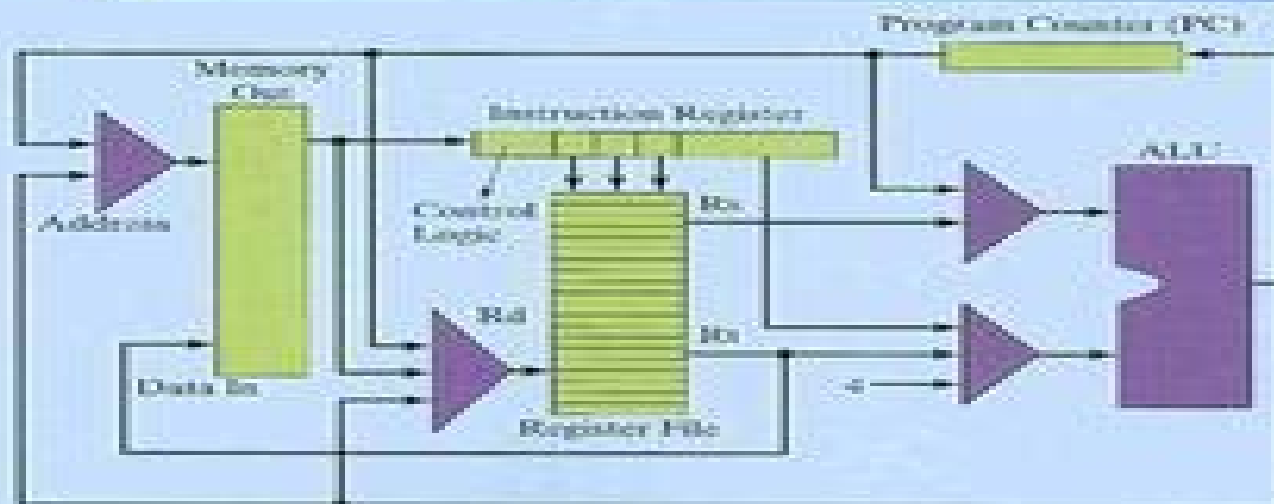 Program Counter (PC)
Memory
Out
Instruction Register
ALU
Address
Control
Logic
Rs
Rd
Rt
Data In
4
Register File